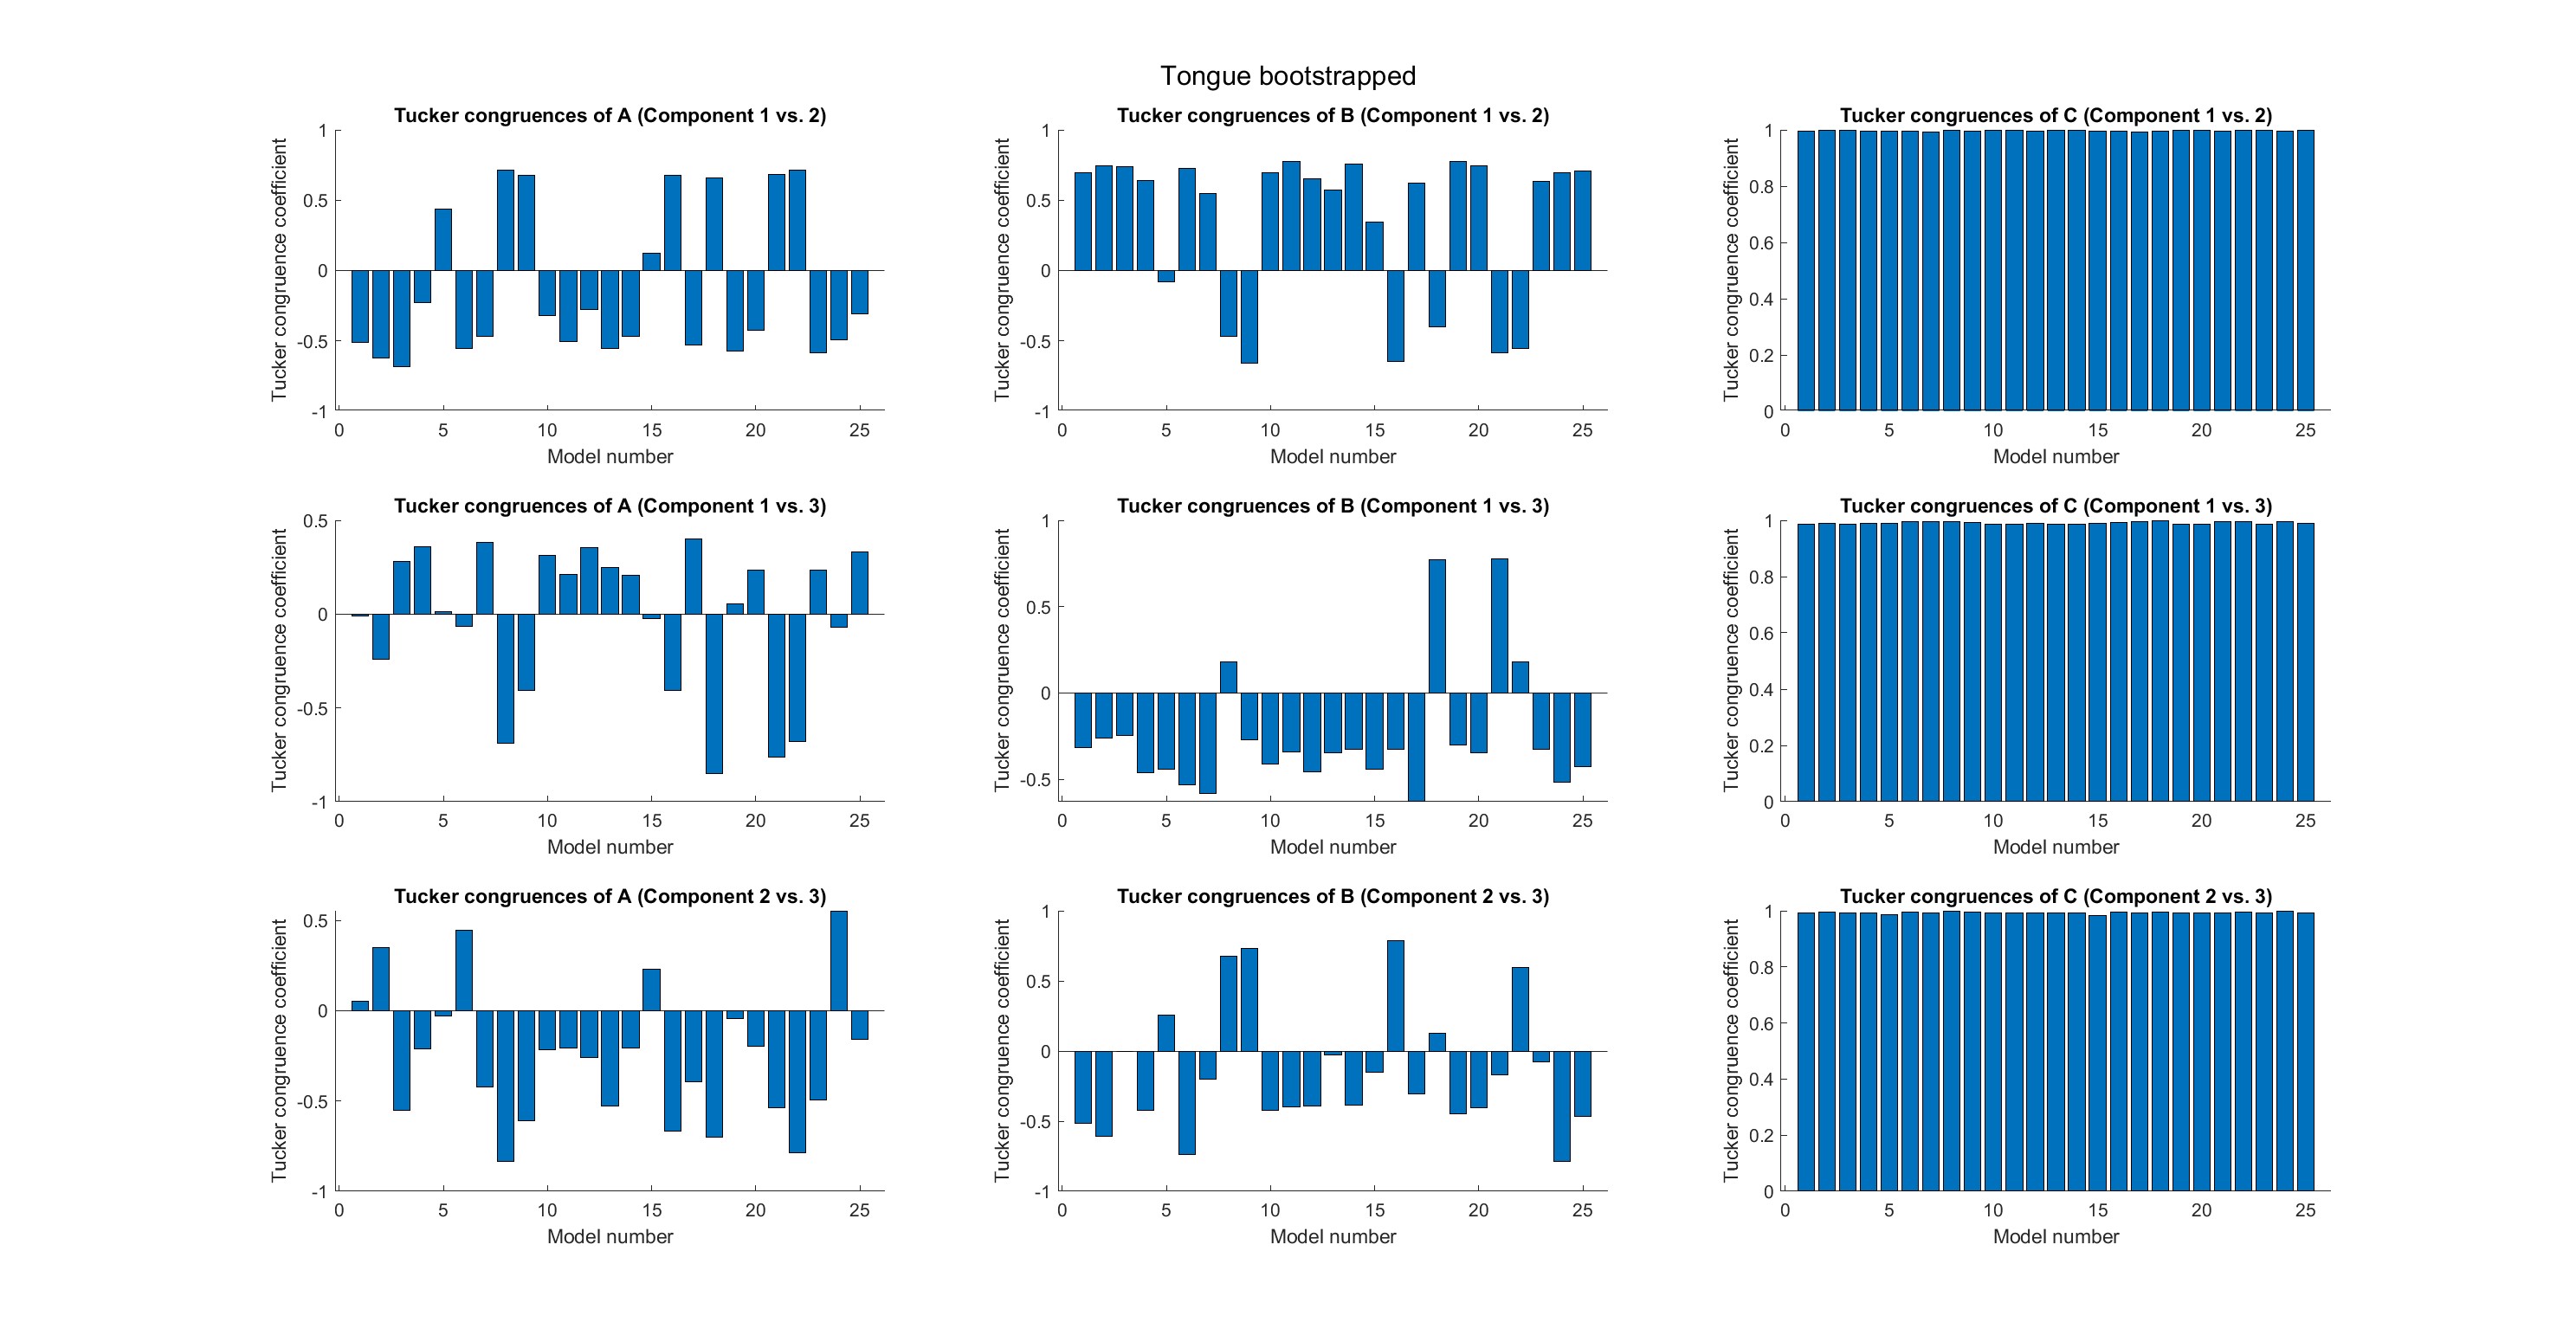 Tongue bootstrapped
Tucker congruences of A (Component 1 vs. 2)
Tucker congruence coefficient
1
0.5
0
-0.5
-1
0 5 10 15 20 25
Model number
Tucker congruences of B (Component 1 vs. 2)
Tucker congruence coefficient
1
0.5
0
-0.5
-1
0 5 10 15 20 25
Model number
Tucker congruences of C (Component 1 vs. 2)
Tucker congruence coefficient
1
0.8
0.6
0.4
0.2
0
0 5 10 15 20 25
Model number
Tucker congruences of A (Component 1 vs. 3)
Tucker congruence coefficient
0.5
0
-0.5
-1
0 5 10 15 20 25
Model number
Tucker congruences of B (Component 1 vs. 3)
Tucker congruence coefficient
1
0.5
0
-0.5
0 5 10 15 20 25
Model number
Tucker congruences of C (Component 1 vs. 3)
Tucker congruence coefficient
1
0.8
0.6
0.4
0.2
0
0 5 10 15 20 25
Model number
Tucker congruences of A (Component 2 vs. 3)
Tucker congruence coefficient
0.5
0
-0.5
-1
0 5 10 15 20 25
Model number
Tucker congruences of B (Component 2 vs. 3)
Tucker congruence coefficient
1
0.5
0
-0.5
-1
0 5 10 15 20 25
Model number
Tucker congruences of C (Component 2 vs. 3)
Tucker congruence coefficient
1
0.8
0.6
0.4
0.2
0
0 5 10 15 20 25
Model number